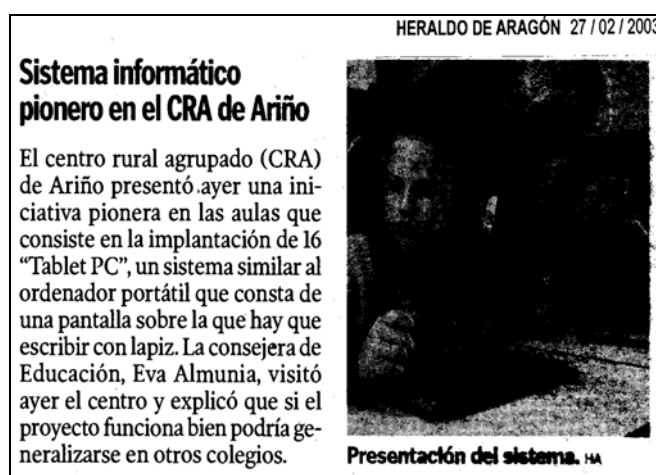 HERALDO DE ARAGÓN 27/02/2003
Sistema informático
pionero en el CRA de Ariño
El centro rural agrupado (CRA)
de Ariño presentó ayer una ini-
ciativa pionera en las aulas que
consiste en la implantación de 16
“Tablet PC”, un sistema similar al
ordenador portátil que consta de
una pantalla sobre la que hay que
escribir con lapiz. La consejera de
Educación, Eva Almunia, visitó
ayer el centro y explicó que si el
proyecto funciona bien podría ge-
neralizarse en otros colegios.
Presentación del sistema. HA